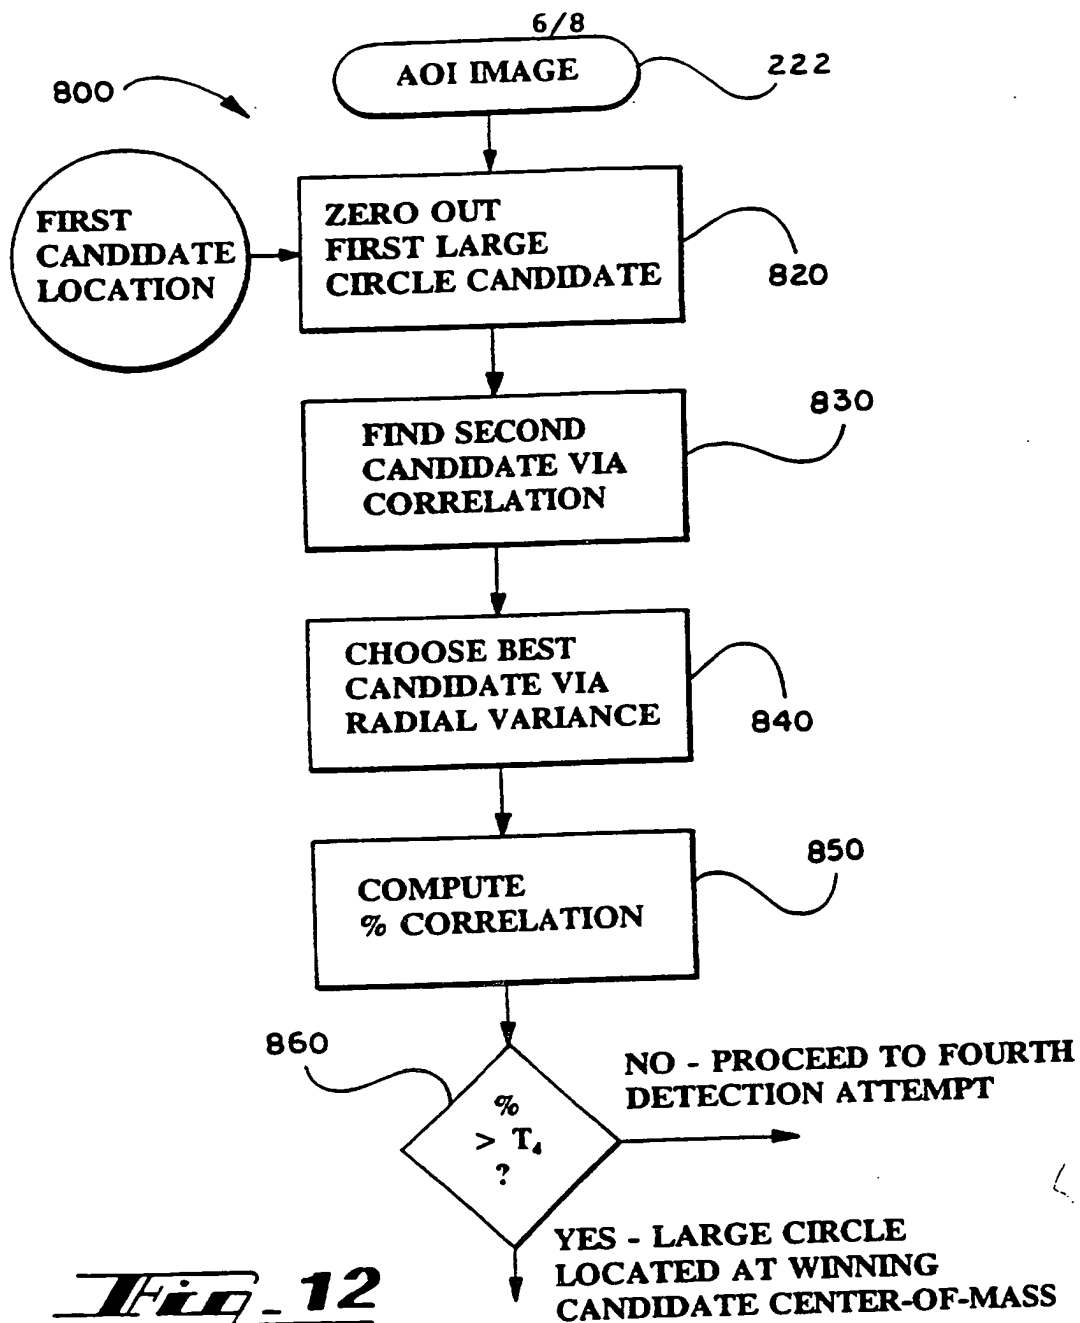 6/8
AOI IMAGE
222
800
FIRST
CANDIDATE
LOCATION
ZERO OUT
FIRST LARGE
CIRCLE CANDIDATE
820
FIND SECOND
CANDIDATE VIA
CORRELATION
830
CHOOSE BEST
CANDIDATE VIA
RADIAL VARIANCE
840
COMPUTE
% CORRELATION
850
860
%
> T₄
?
NO - PROCEED TO FOURTH
DETECTION ATTEMPT
YES - LARGE CIRCLE
LOCATED AT WINNING
CANDIDATE CENTER-OF-MASS
Fig_12